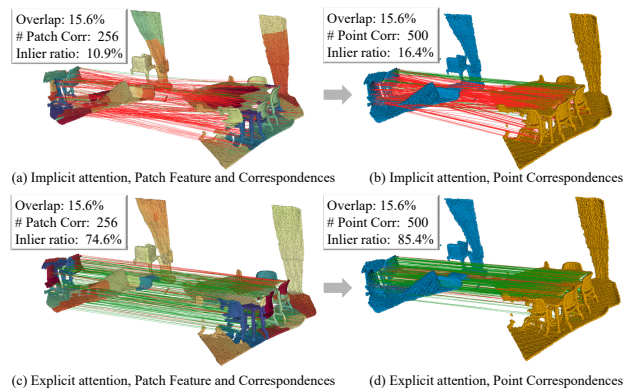 Overlap: 15.6%
# Patch Corr: 256
Inlier ratio: 10.9%
Overlap: 15.6%
# Point Corr: 500
Inlier ratio: 16.4%
(a) Implicit attention, Patch Feature and Correspondences
(b) Implicit attention, Point Correspondences
Overlap: 15.6%
# Patch Corr: 256
Inlier ratio: 74.6%
Overlap: 15.6%
# Point Corr: 500
Inlier ratio: 85.4%
(c) Explicit attention, Patch Feature and Correspondences
(d) Explicit attention, Point Correspondences